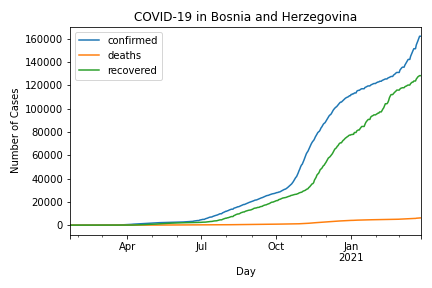 COVID-19 in Bosnia and Herzegovina
confirmed
deaths
recovered
Number of Cases
160000
140000
120000
100000
80000
60000
40000
20000
0
Apr
Jul
Oct
Jan
2021
Day